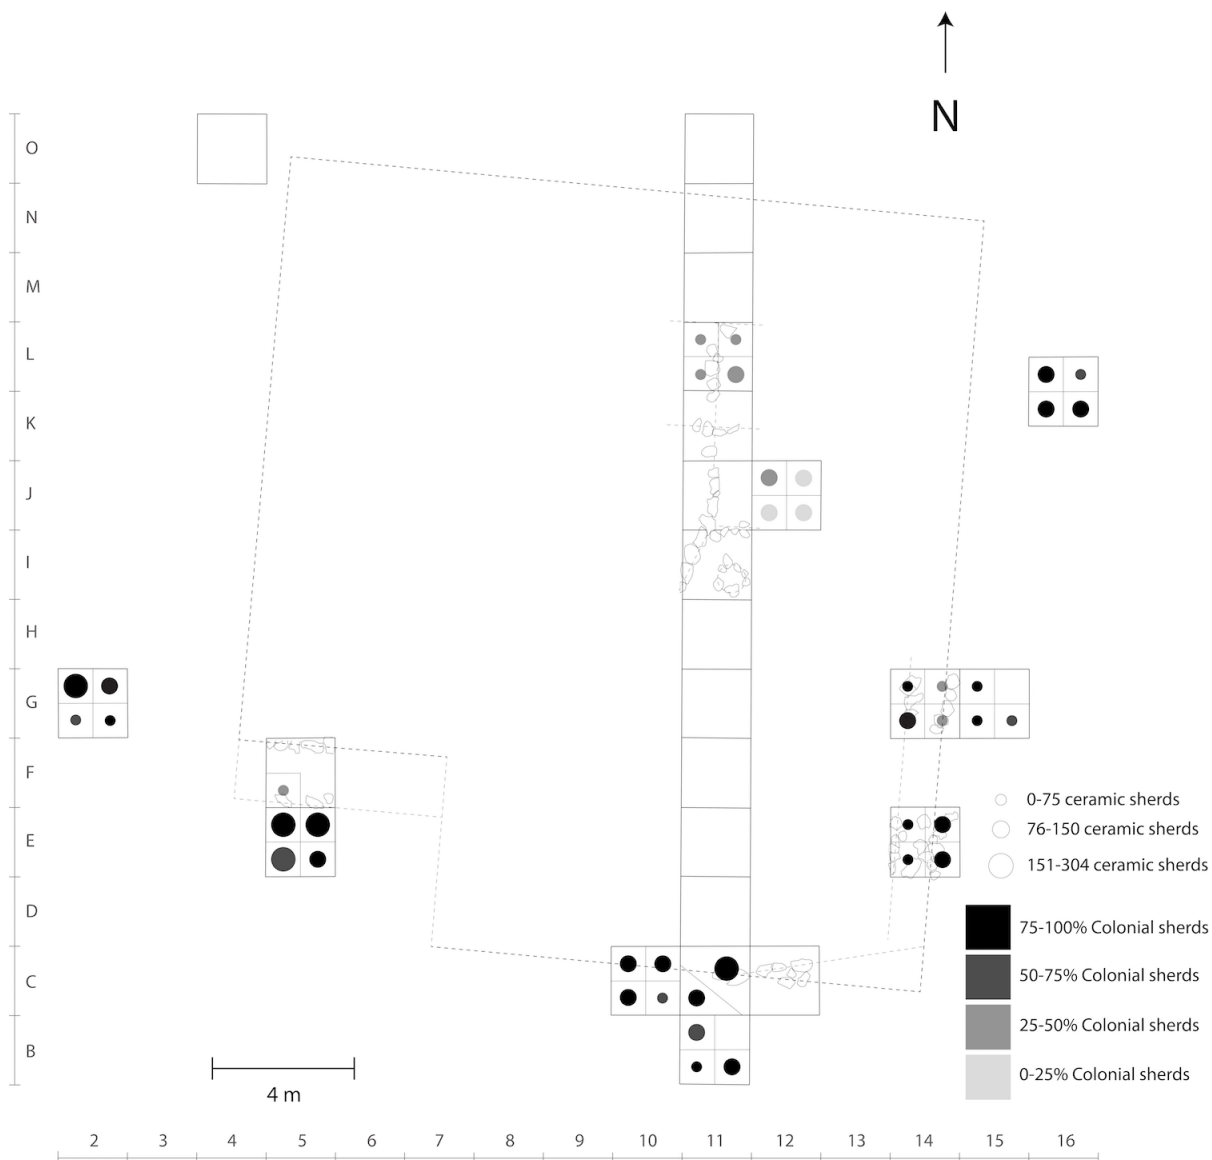 N
O
N
M
L
K
J
I
H
G
F
E
D
C
B
0-75 ceramic sherds
76-150 ceramic sherds
151-304 ceramic sherds
75-100% Colonial sherds
50-75% Colonial sherds
25-50% Colonial sherds
0-25% Colonial sherds
4 m
2 3 4 5 6 7 8 9 10 11 12 13 14 15 16